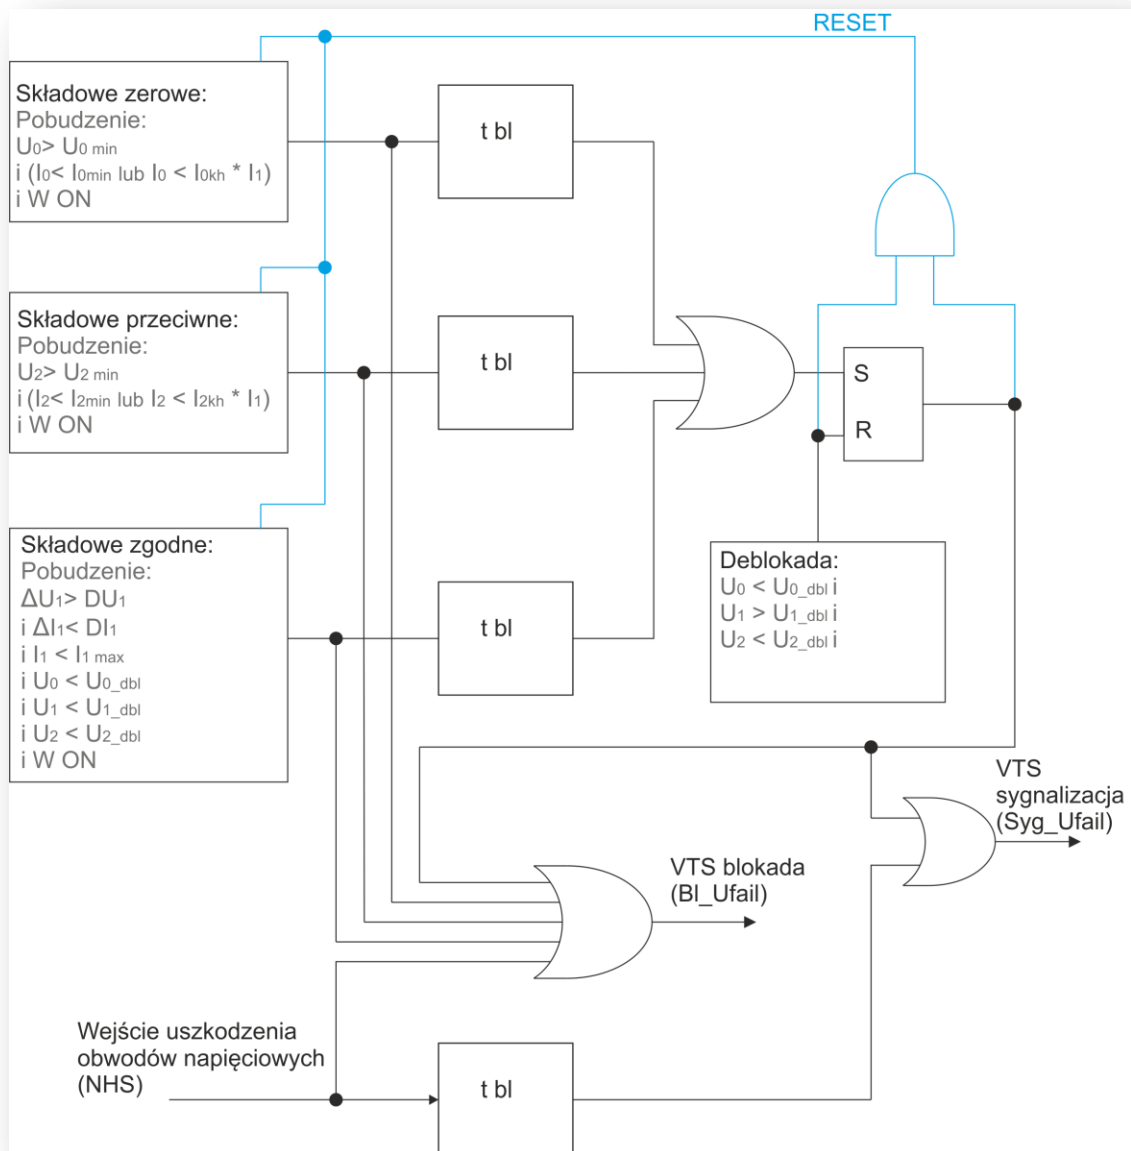 RESET
Składowe zerowe:
Pobudzenie:
U0> U0 min
i (I0< I0min lub I0 < I0kh * I1)
i W ON
t bl
Składowe przeciwne:
Pobudzenie:
U2> U2 min
i (I2< I2min lub I2 < I2kh * I1)
i W ON
t bl
S
R
Składowe zgodne:
Pobudzenie:
ΔU1> DU1
i ΔI1< DI1
i I1 < I1 max
i U0 < U0_dbl
i U1 < U1_dbl
i U2 < U2_dbl
i W ON
t bl
Deblokada:
U0 < U0_dbl i
U1 > U1_dbl i
U2 < U2_dbl i
VTS
sygnalizacja
(Syg_Ufail)
VTS blokada
(Bl_Ufail)
Wejście uszkodzenia
obwodów napięciowych
(NHS)
t bl